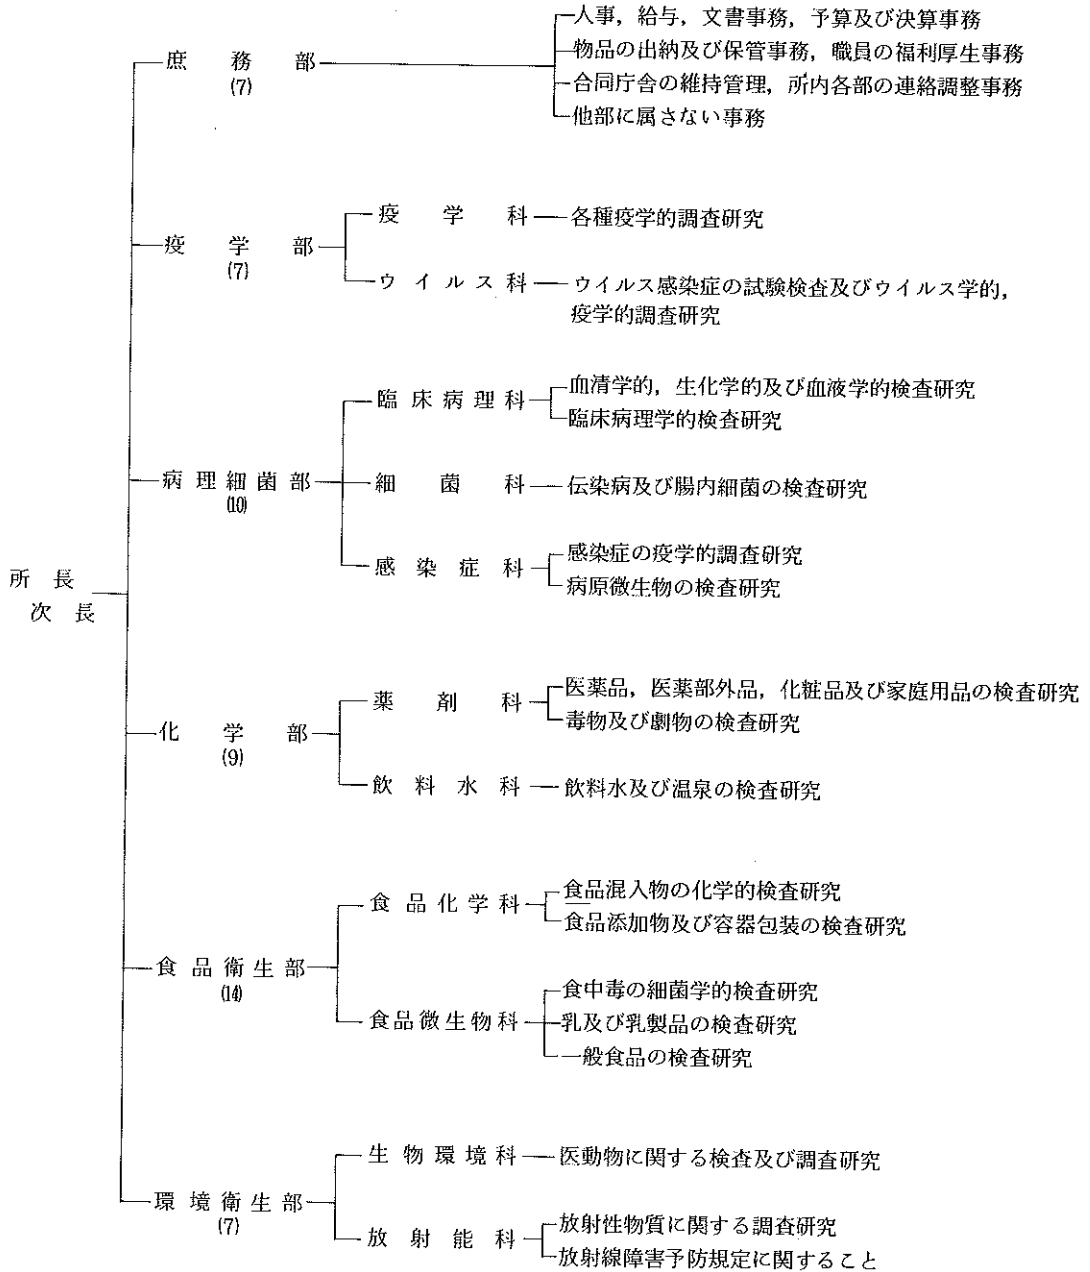 所長
次長
庶務部
(7)
人事，給与，文書事務，予算及び決算事務
物品の出納及び保管事務，職員の福利厚生事務
合同庁舎の維持管理，所内各部の連絡調整事務
他部に属さない事務
疫学部
(7)
疫学科
各種疫学的調査研究
ウイルス科
ウイルス感染症の試験検査及びウイルス学的，
疫学的調査研究
病理細菌部
(10)
臨床病理科
血清学的，生化学的及び血液学的検査研究
臨床病理学的検査研究
細菌科
伝染病及び腸内細菌の検査研究
感染症科
感染症の疫学的調査研究
病原微生物の検査研究
化学部
(9)
薬剤科
医薬品，医薬部外品，化粧品及び家庭用品の検査研究
毒物及び劇物の検査研究
飲料水科
飲料水及び温泉の検査研究
食品衛生部
(14)
食品化学科
食品混入物の化学的検査研究
食品添加物及び容器包装の検査研究
食品微生物科
食中毒の細菌学的検査研究
乳及び乳製品の検査研究
一般食品の検査研究
環境衛生部
(7)
生物環境科
医動物に関する検査及び調査研究
放射能科
放射性物質に関する調査研究
放射線障害予防規定に関すること